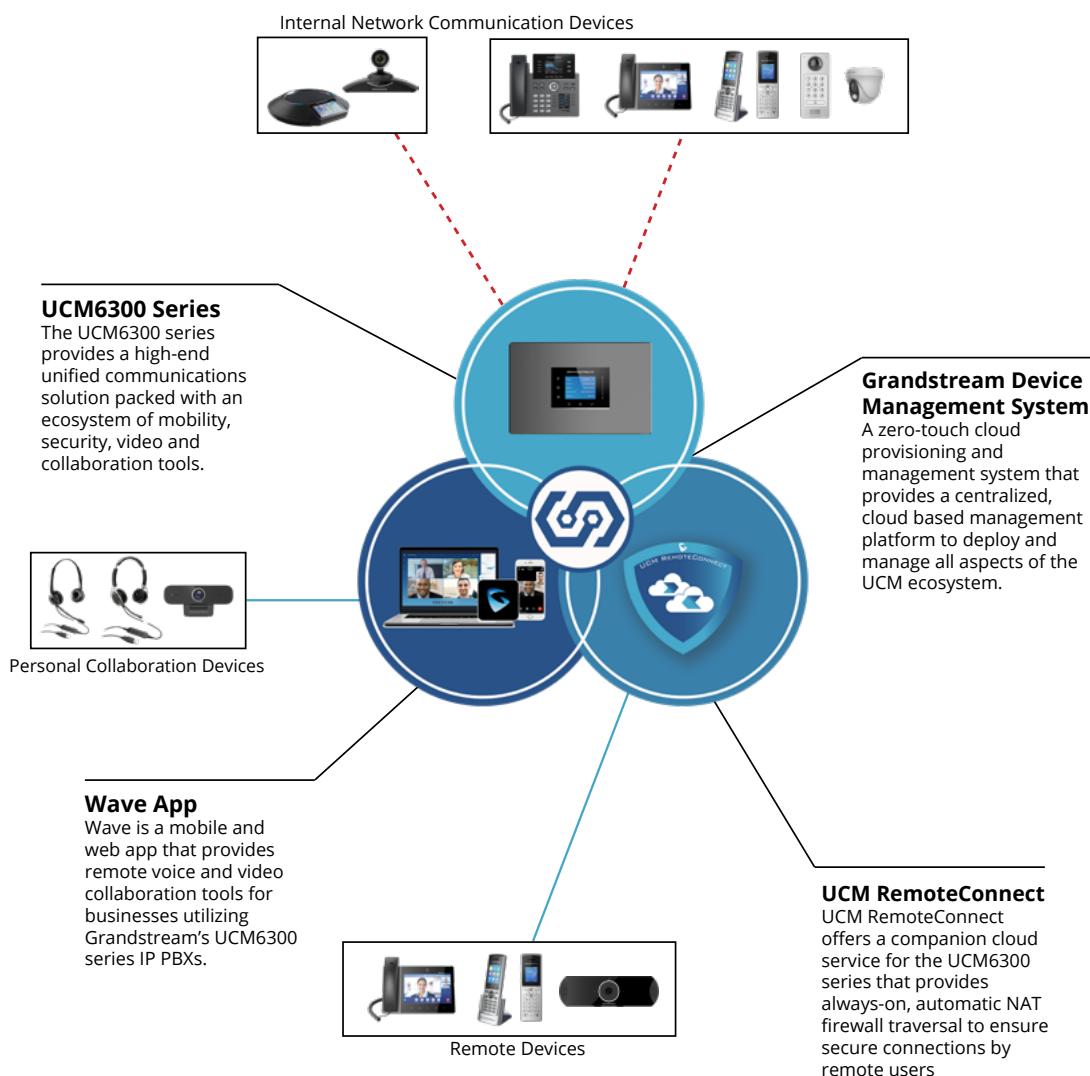 Internal Network Communication Devices
UCM6300 Series
The UCM6300 series
provides a high-end
unified communications
solution packed with an
ecosystem of mobility,
security, video and
collaboration tools.
Grandstream Device
Management System
A zero-touch cloud
provisioning and
management system that
provides a centralized,
cloud based management
platform to deploy and
manage all aspects of the
UCM ecosystem.
UCM RemoteConnect
Personal Collaboration Devices
Wave App
Wave is a mobile and
web app that provides
remote voice and video
collaboration tools for
businesses utilizing
Grandstream’s UCM6300
series IP PBXs.
Remote Devices
UCM RemoteConnect
UCM RemoteConnect
offers a companion cloud
service for the UCM6300
series that provides
always-on, automatic NAT
firewall traversal to ensure
secure connections by
remote users